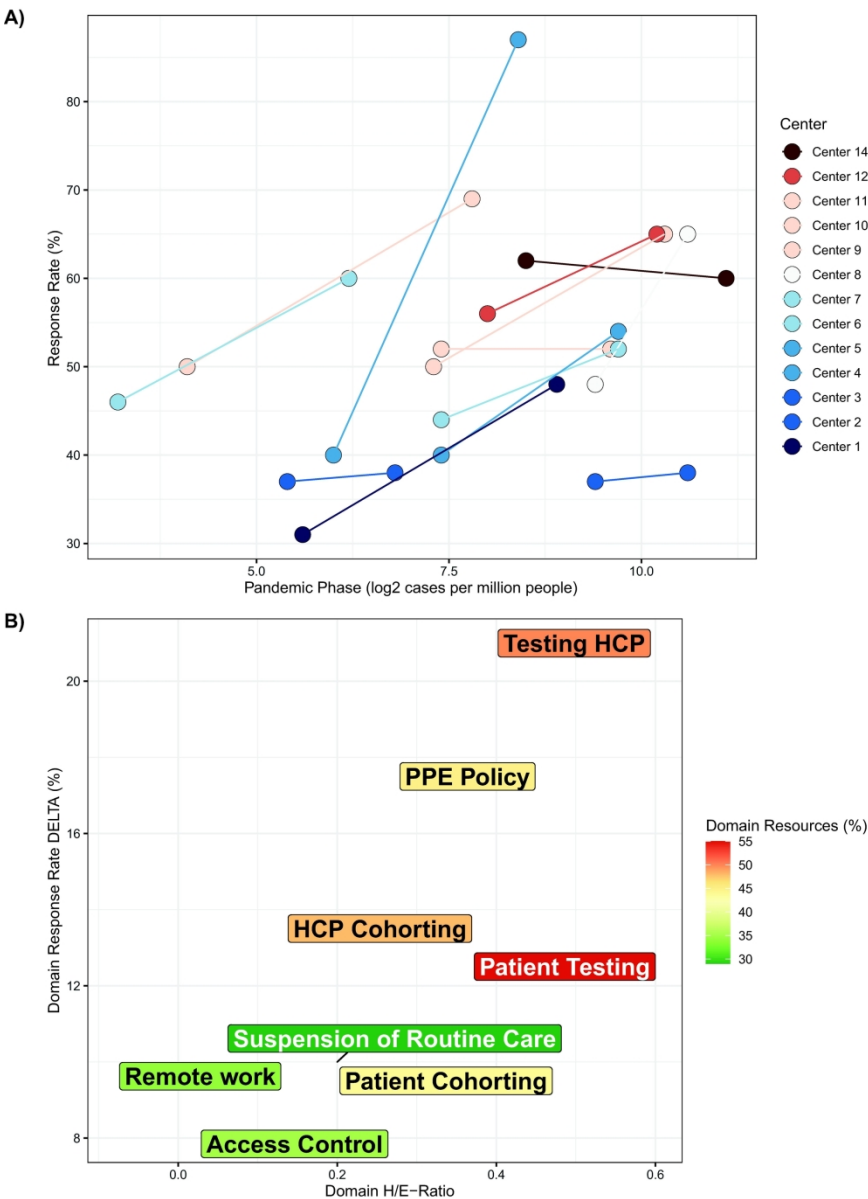 A)
80
70
60
50
40
30
Response Rate (%)
5.0
7.5
10.0
Pandemic Phase (log2 cases per million people)
Center
Center 14
Center 12
Center 11
Center 10
Center 9
Center 8
Center 7
Center 6
Center 5
Center 4
Center 3
Center 2
Center 1
B)
20
16
12
8
Domain Response Rate DELTA (%)
Testing HCP
PPE Policy
HCP Cohorting
Patient Testing
Suspension of Routine Care
Remote work
Patient Cohorting
Access Control
0.0
0.2
0.4
0.6
Domain H/E−Ratio
Domain Resources (%)
55
50
45
40
35
30